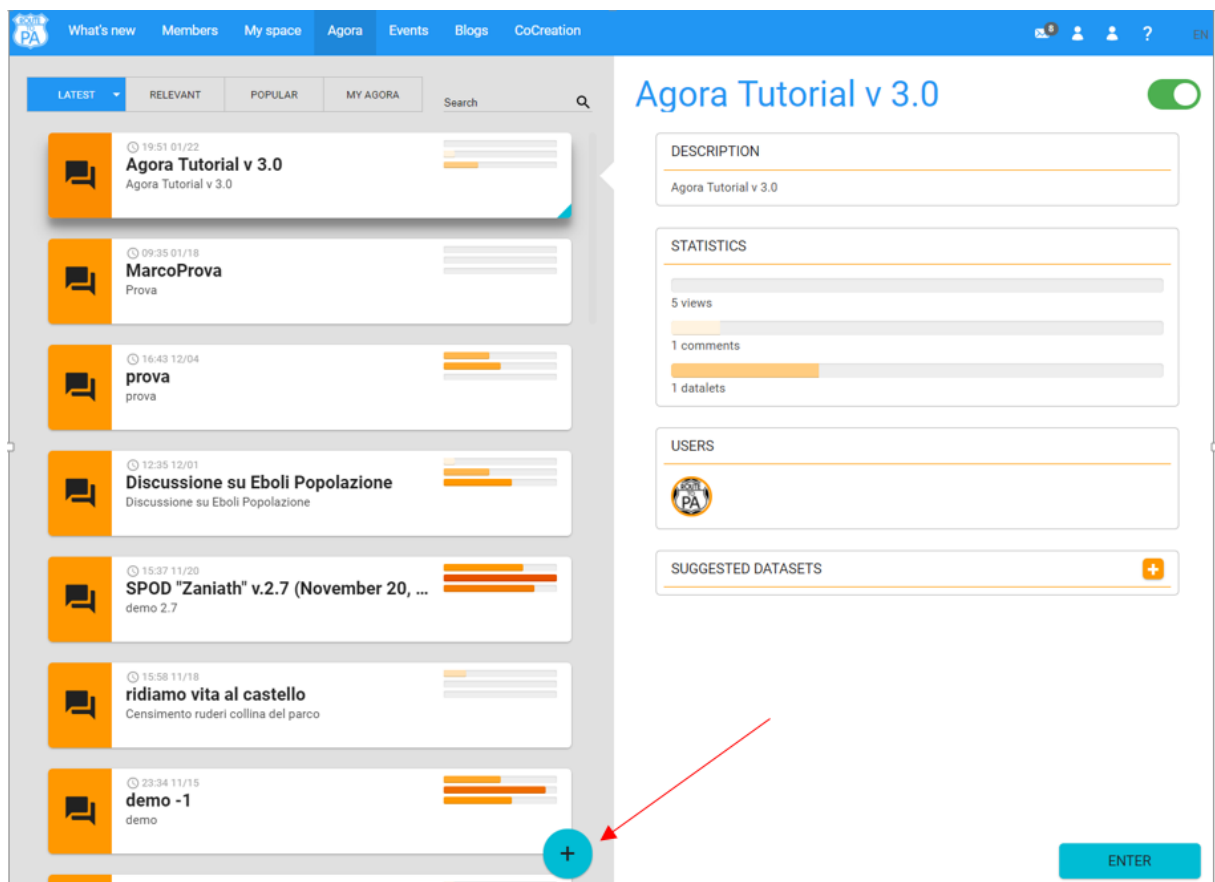 ROUTE TO PA
What's new Members My space Agora Events Blogs CoCreation
6 ? EN
LATEST RELEVANT POPULAR MY AGORA Search
19:51 01/22
Agora Tutorial v 3.0
Agora Tutorial v 3.0
09:35 01/18
MarcoProva
Prova
16:43 12/04
prova
prova
12:35 12/01
Discussione su Eboli Popolazione
Discussione su Eboli Popolazione
15:37 11/20
SPOD "Zaniath" v.2.7 (November 20, ...
demo 2.7
15:58 11/18
ridiamo vita al castello
Censimento ruderi collina del parco
23:34 11/15
demo -1
demo
+
Agora Tutorial v 3.0
DESCRIPTION
Agora Tutorial v 3.0
STATISTICS
5 views
1 comments
1 datalets
USERS
ROUTE TO PA
SUGGESTED DATASETS +
ENTER